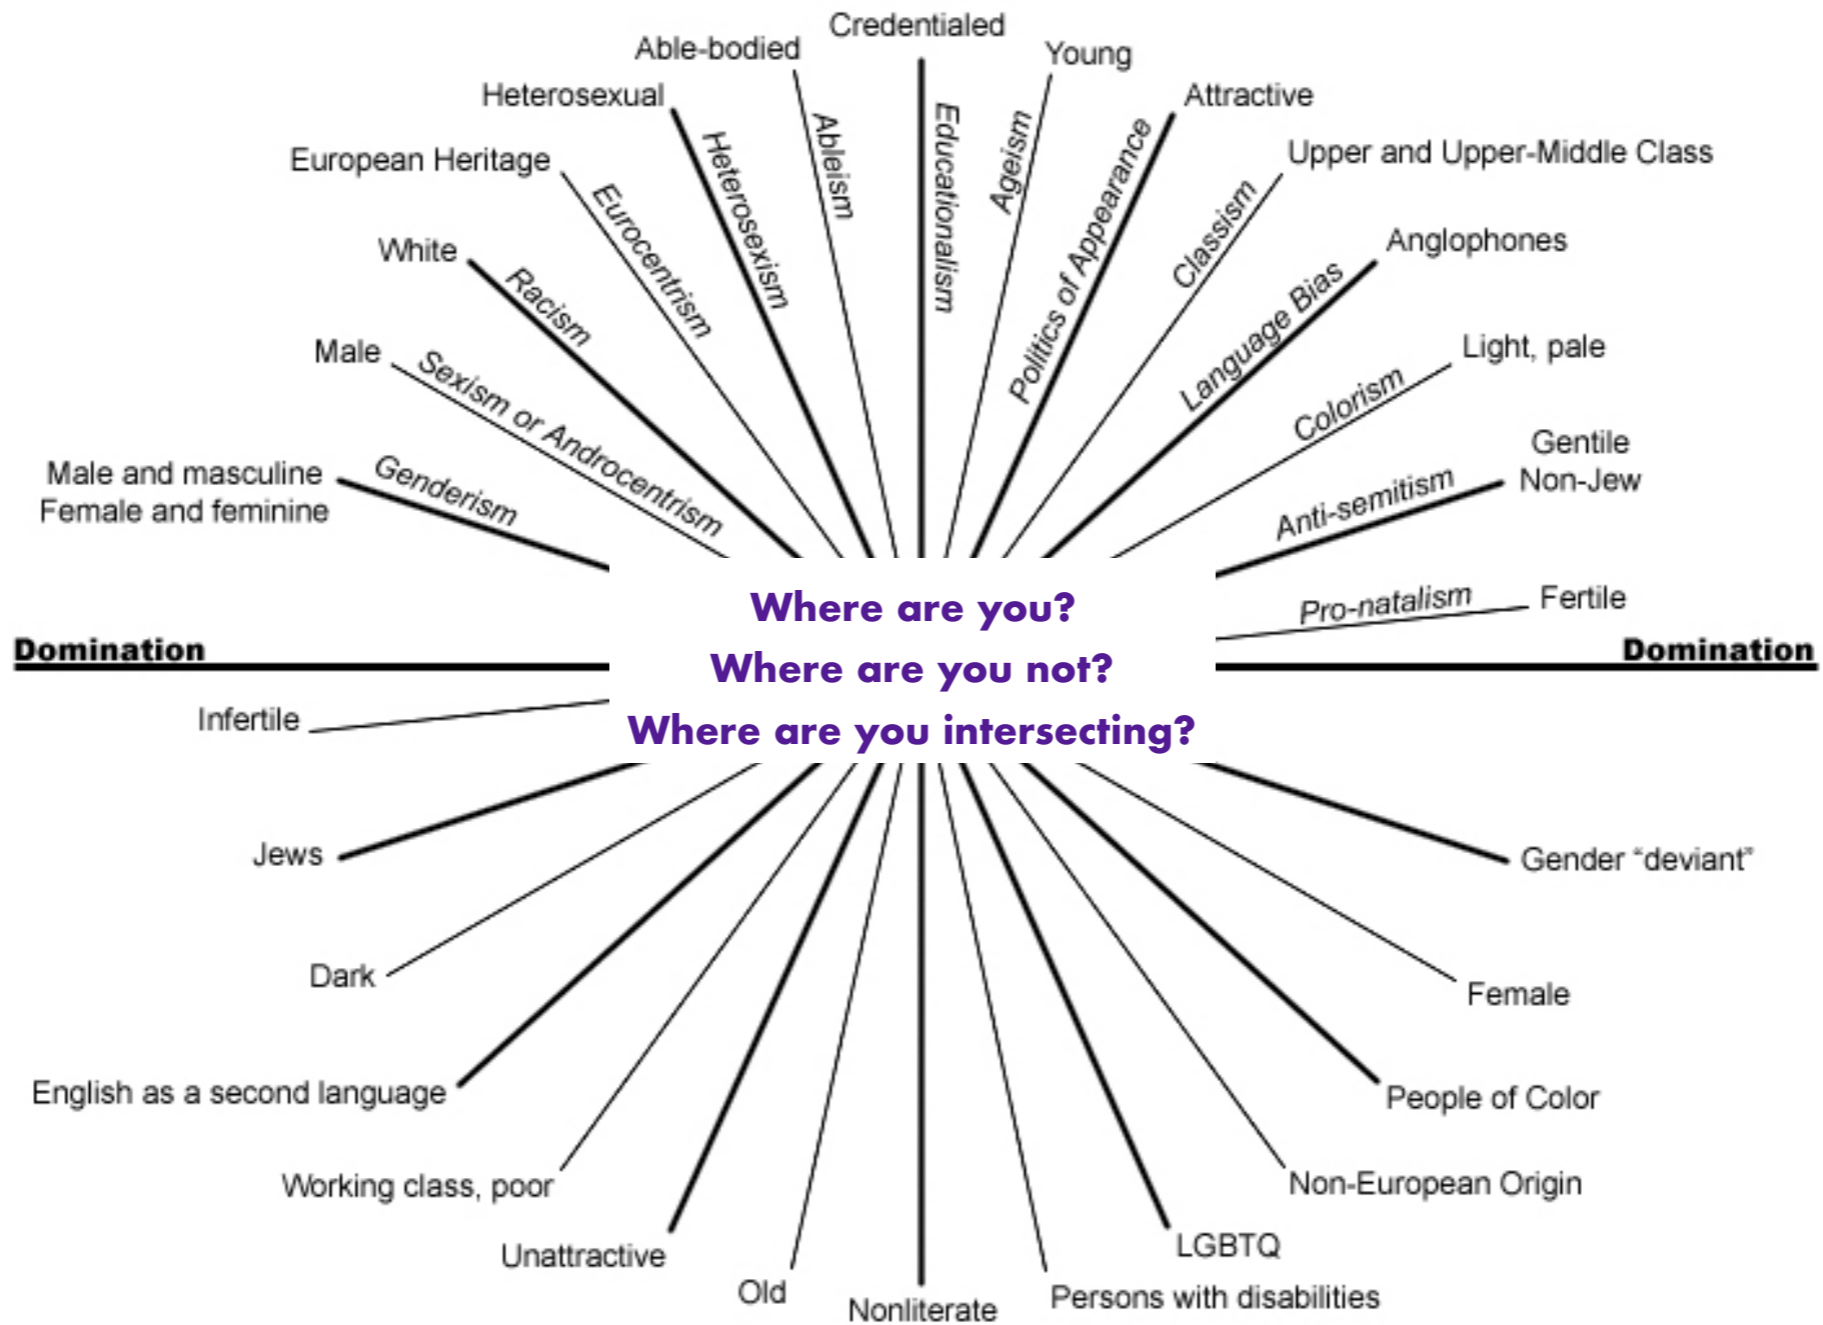 Credentialed
Able-bodied
Young
Heterosexual
Attractive
European Heritage
Upper and Upper-Middle Class
White
Anglophones
Male
Light, pale
Male and masculine
Female and feminine
Gentile
Non-Jew
Fertile
Genderism
Sexism or Androcentrism
Racism
Eurocentrism
Heterosexism
Ableism
Educationalism
Ageism
Politics of Appearance
Classism
Language Bias
Colorism
Anti-semitism
Pro-natalism
Where are you?
Where are you not?
Where are you intersecting?
Domination
Domination
Infertile
Jews
Gender “deviant”
Dark
Female
English as a second language
People of Color
Working class, poor
Non-European Origin
Unattractive
LGBTQ
Old
Nonliterate
Persons with disabilities